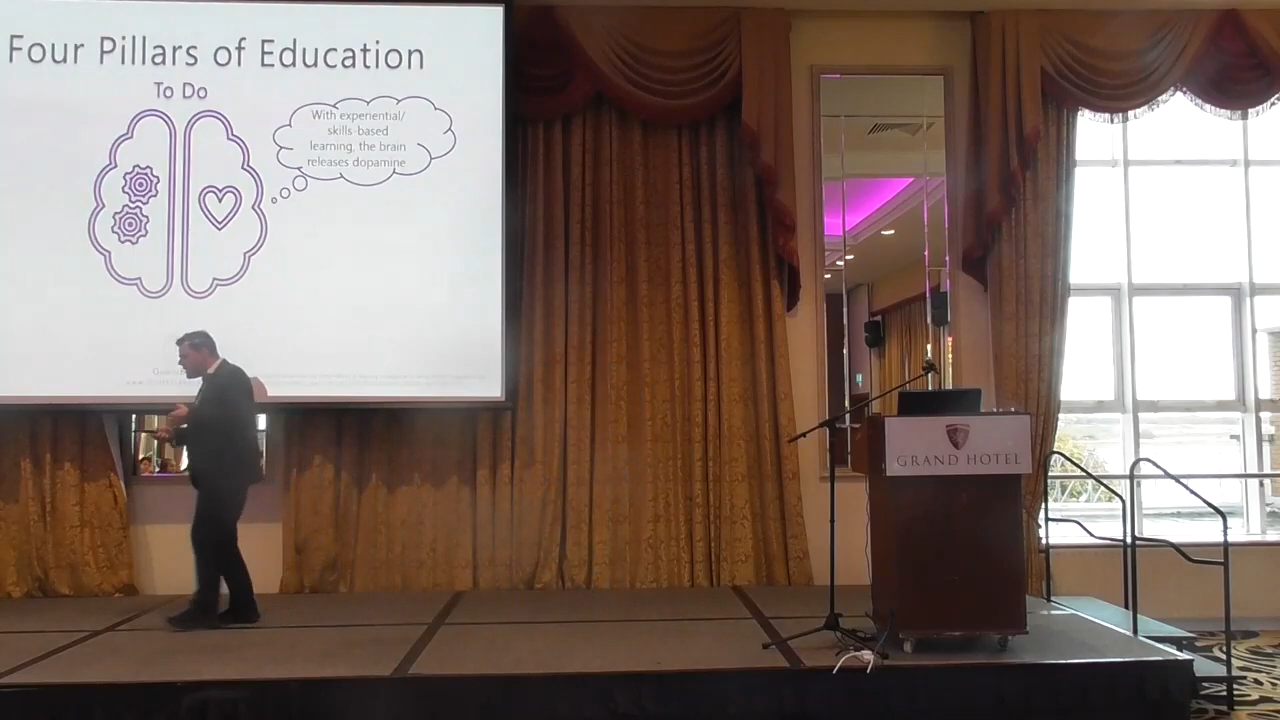 Four Pillars of Education
To Do
With experiential/
skills-based
learning, the brain
releases dopamine
GRAND HOTEL